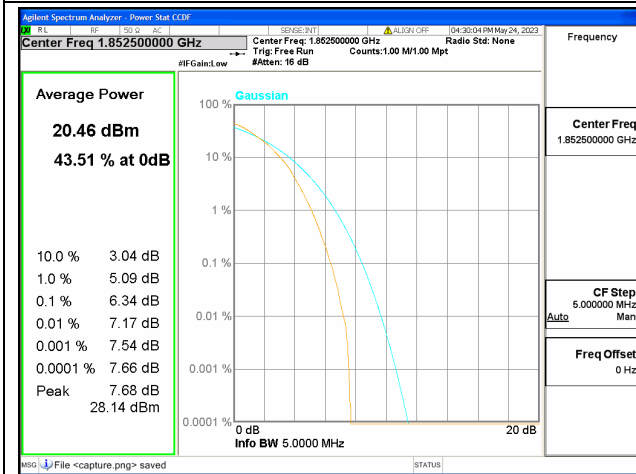 Agilent Spectrum Analyzer - Power Stat CCDF
RL RF 50 Ω AC SENSE:INT ALIGN OFF 04:30:04 PM May 24, 2023
Center Freq 1.852500000 GHz
Center Freq: 1.852500000 GHz Radio Std: None
Trig: Free Run Counts:1.00 M/1.00 Mpt
#IFGain:Low #Atten: 16 dB
Average Power
20.46 dBm
43.51 % at 0dB
10.0 % 3.04 dB
1.0 % 5.09 dB
0.1 % 6.34 dB
0.01 % 7.17 dB
0.001 % 7.54 dB
0.0001 % 7.66 dB
Peak 7.68 dB
28.14 dBm
Gaussian
100 %
10 %
1 %
0.1 %
0.01 %
0.001 %
0.0001 %
0 dB 20 dB
Info BW 5.0000 MHz
Frequency
Center Freq
1.852500000 GHz
CF Step
5.000000 MHz
Auto Man
Freq Offset
0 Hz
MSG File <capture.png> saved STATUS